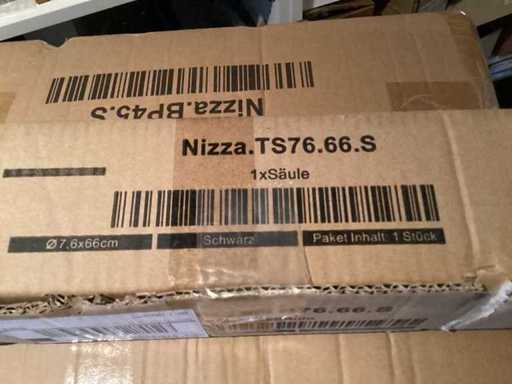 Nizza.BP45.S
Nizza.TS76.66.S
1xSäule
Ø7,6x66cm
Schwarz
Paket Inhalt: 1 Stück
76.66.S